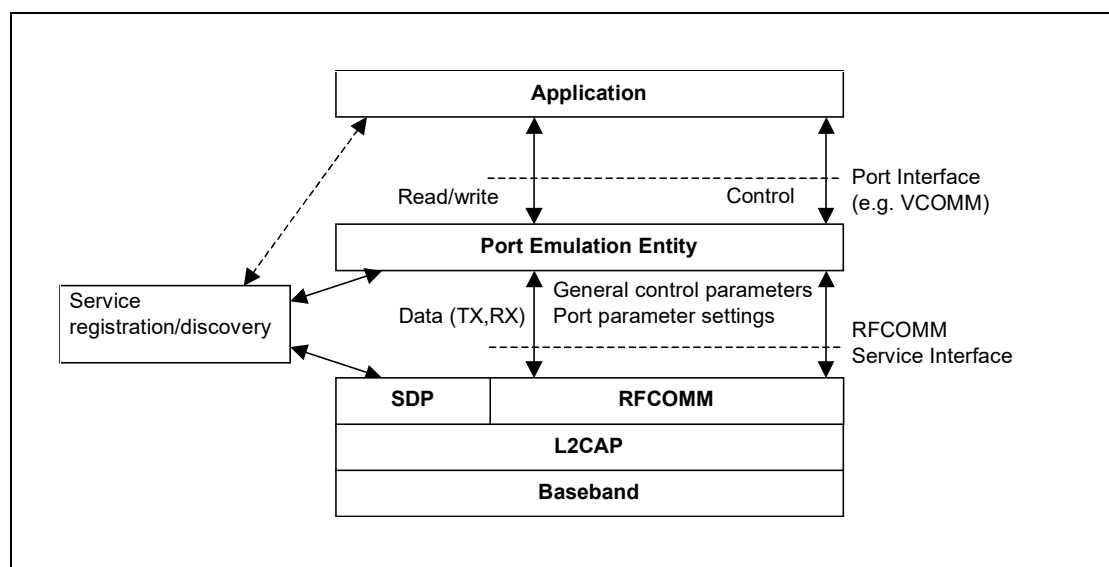 Application
Read/write
Control
Port Interface
(e.g. VCOMM)
Port Emulation Entity
Service
registration/discovery
Data (TX,RX)
General control parameters
Port parameter settings
RFCOMM
Service Interface
SDP
RFCOMM
L2CAP
Baseband